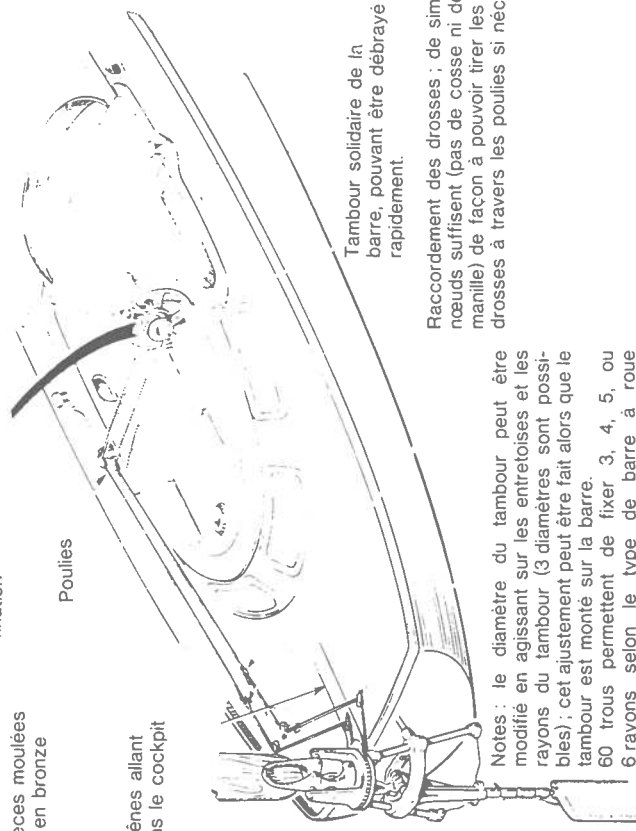 èces moulées
en bronze
Poulies
ènes allant
s le cockpit
Tambour solidaire de la
barre, pouvant être débrayé
rapidement.
Raccordement des drosses ; de sim
nœuds suffisent (pas de cosse ni de
manille) de façon à pouvoir tirer les
drosses à travers les poulies si néc
Notes : le diamètre du tambour peut être
modifié en agissant sur les entretoises et les
rayons du tambour (3 diamètres sont possi-
bles) ; cet ajustement peut être fait alors que le
tambour est monté sur la barre.
60 trous permettent de fixer 3, 4, 5, ou
6 rayons selon le type de barre à roue